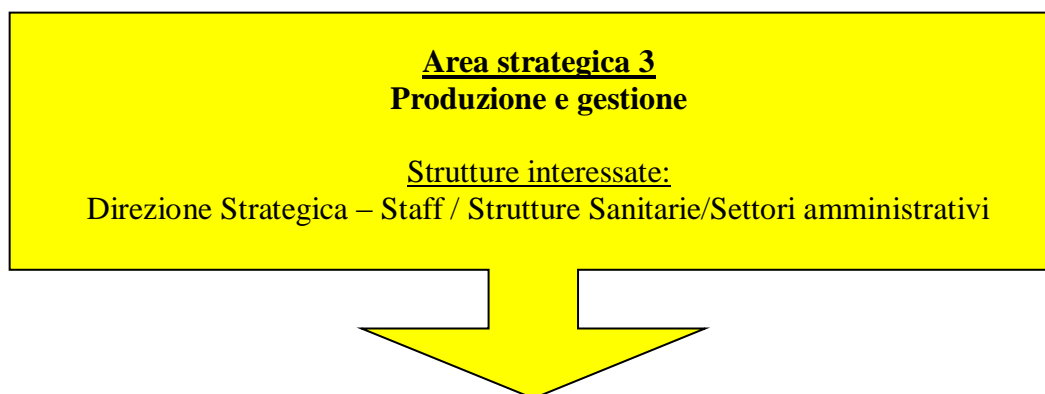 Area strategica 3
Produzione e gestione
Strutture interessate:
Direzione Strategica – Staff / Strutture Sanitarie/Settori amministrativi